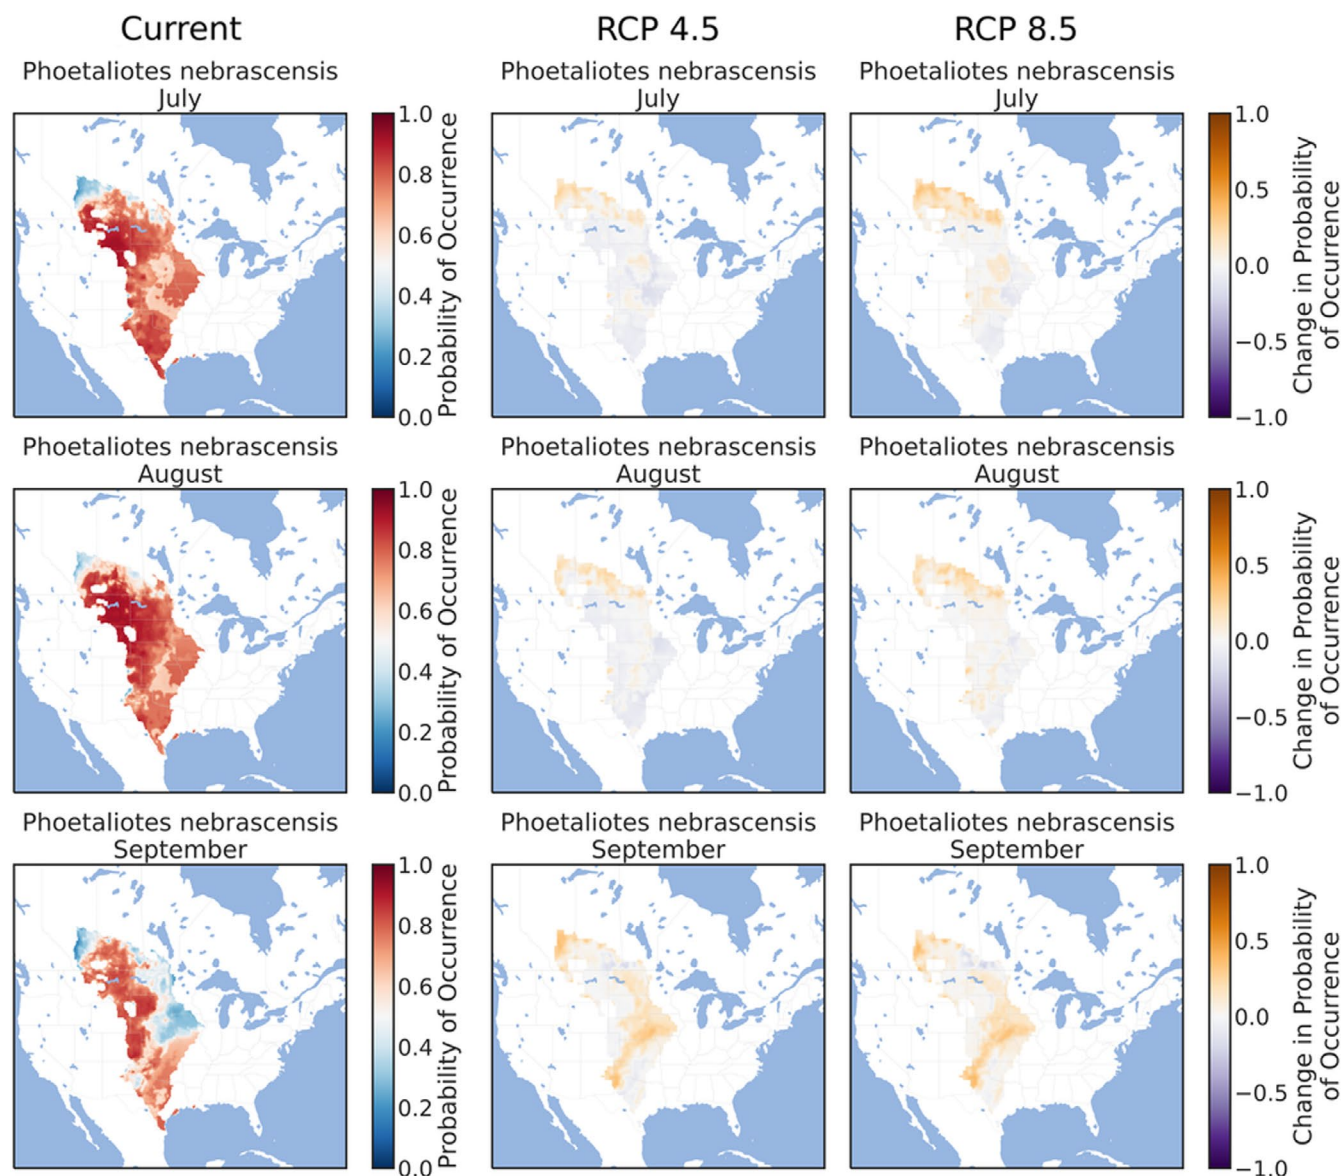 Current
RCP 4.5
RCP 8.5
Phoetaliotes nebrascensis
July
Phoetaliotes nebrascensis
July
Phoetaliotes nebrascensis
July
1.0
0.8
0.6
0.4
0.2
0.0
Probability of Occurrence
1.0
0.5
0.0
−0.5
−1.0
Change in Probability
of Occurrence
Phoetaliotes nebrascensis
August
Phoetaliotes nebrascensis
August
Phoetaliotes nebrascensis
August
1.0
0.8
0.6
0.4
0.2
0.0
Probability of Occurrence
1.0
0.5
0.0
−0.5
−1.0
Change in Probability
of Occurrence
Phoetaliotes nebrascensis
September
Phoetaliotes nebrascensis
September
Phoetaliotes nebrascensis
September
1.0
0.8
0.6
0.4
0.2
0.0
Probability of Occurrence
1.0
0.5
0.0
−0.5
−1.0
Change in Probability
of Occurrence